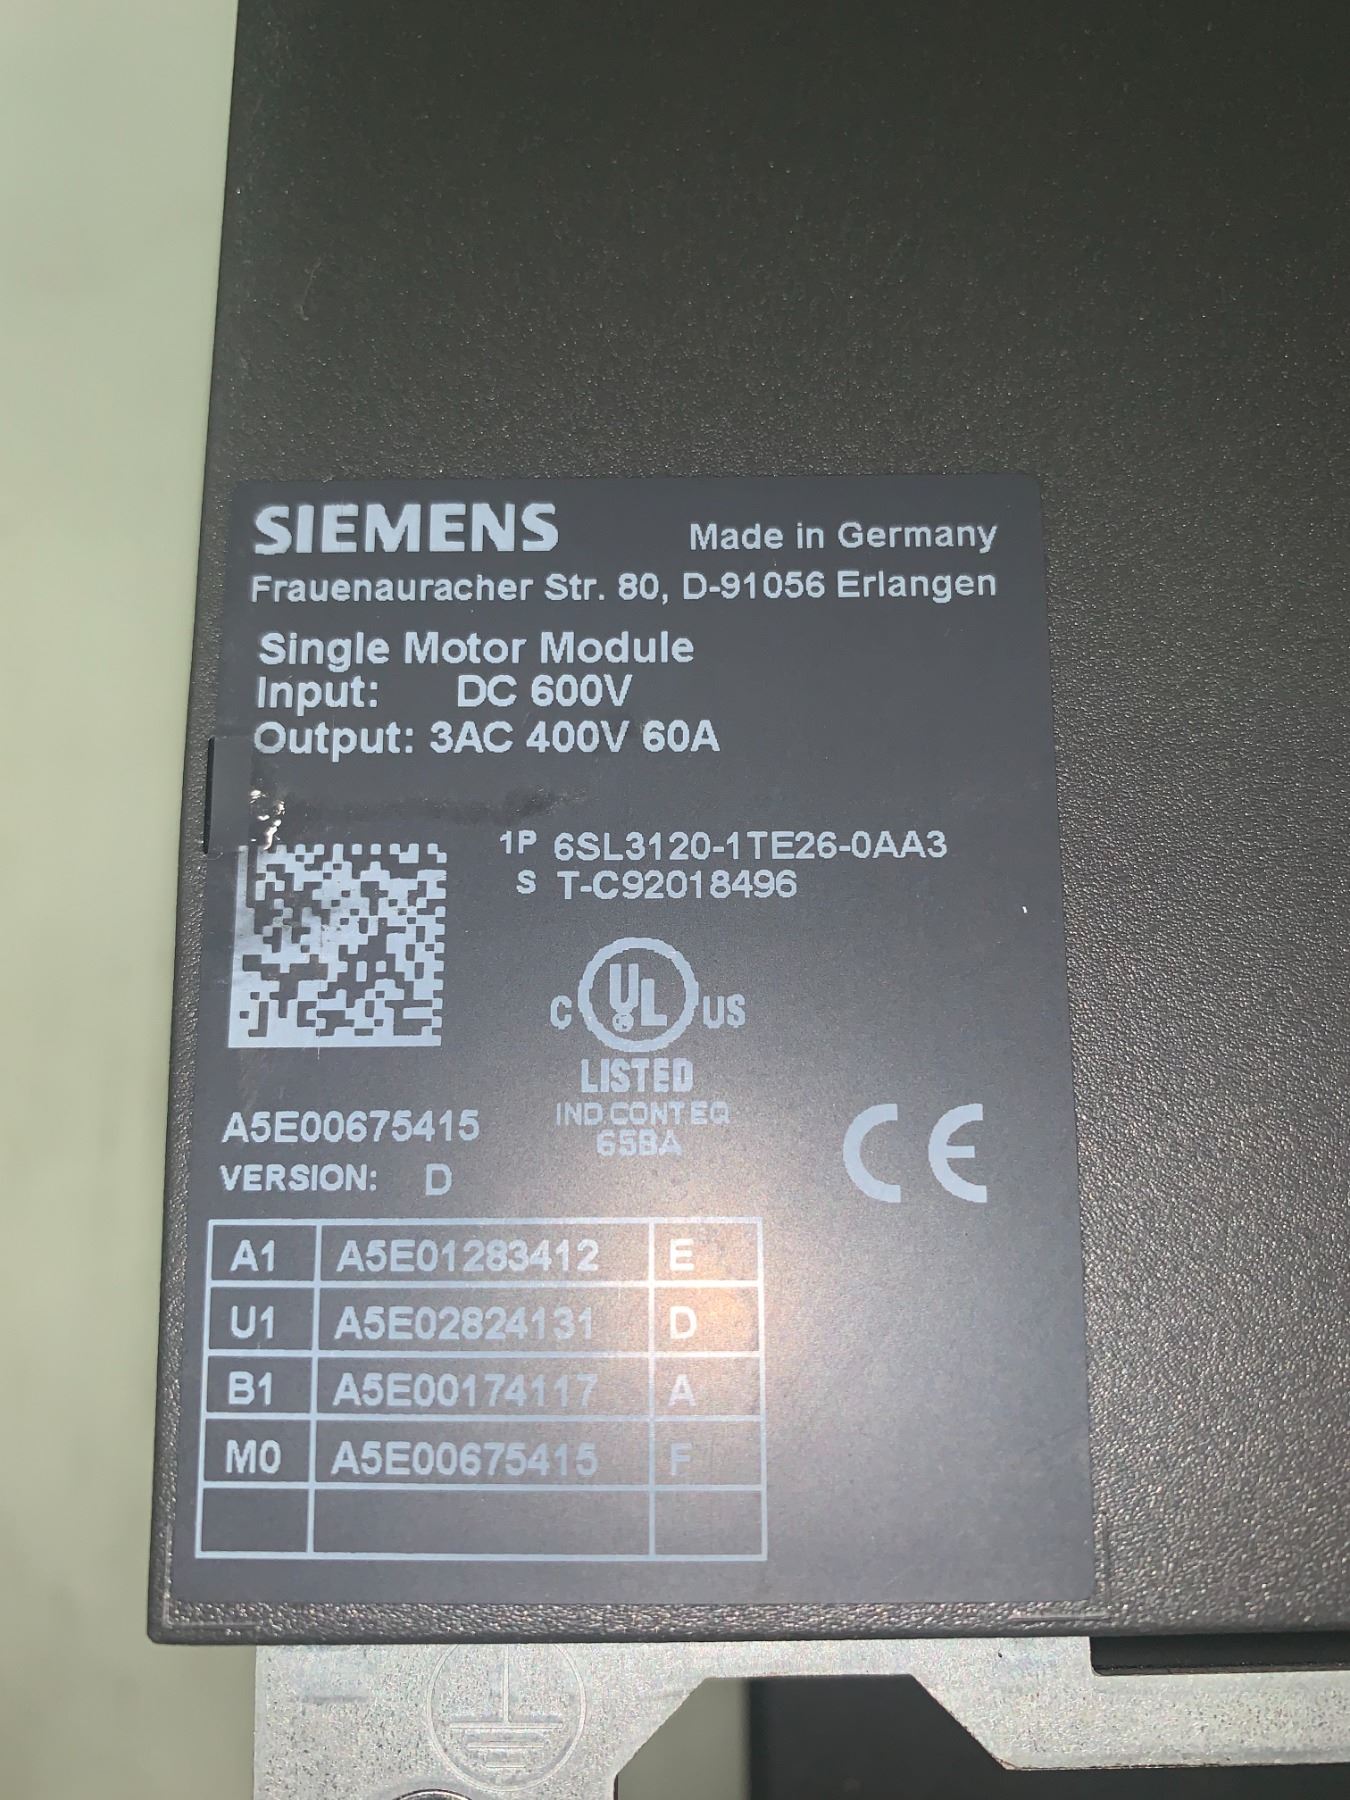 SIEMENS Made in Germany
Frauenauracher Str. 80, D-91056 Erlangen
Single Motor Module
Input: DC 600V
Output: 3AC 400V 60A
1P 6SL3120-1TE26-0AA3
S T-C92018496
C UL US
LISTED
IND.CONT.EQ
65BA
A5E00675415
VERSION: D
CE
A1 A5E01283412 E
U1 A5E02824131 D
B1 A5E00174117 A
M0 A5E00675415 F